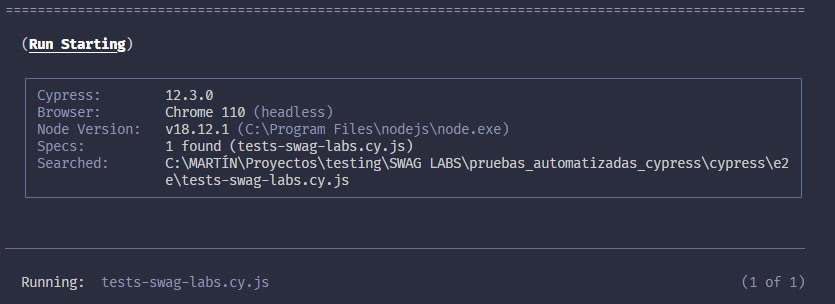 (Run Starting)
Cypress: 12.3.0
Browser: Chrome 110 (headless)
Node Version: v18.12.1 (C:\Program Files\nodejs\node.exe)
Specs: 1 found (tests-swag-labs.cy.js)
Searched: C:\MARTÍN\Proyectos\testing\SWAG LABS\pruebas_automatizadas_cypress\cypress\e2
e\tests-swag-labs.cy.js
Running: tests-swag-labs.cy.js (1 of 1)